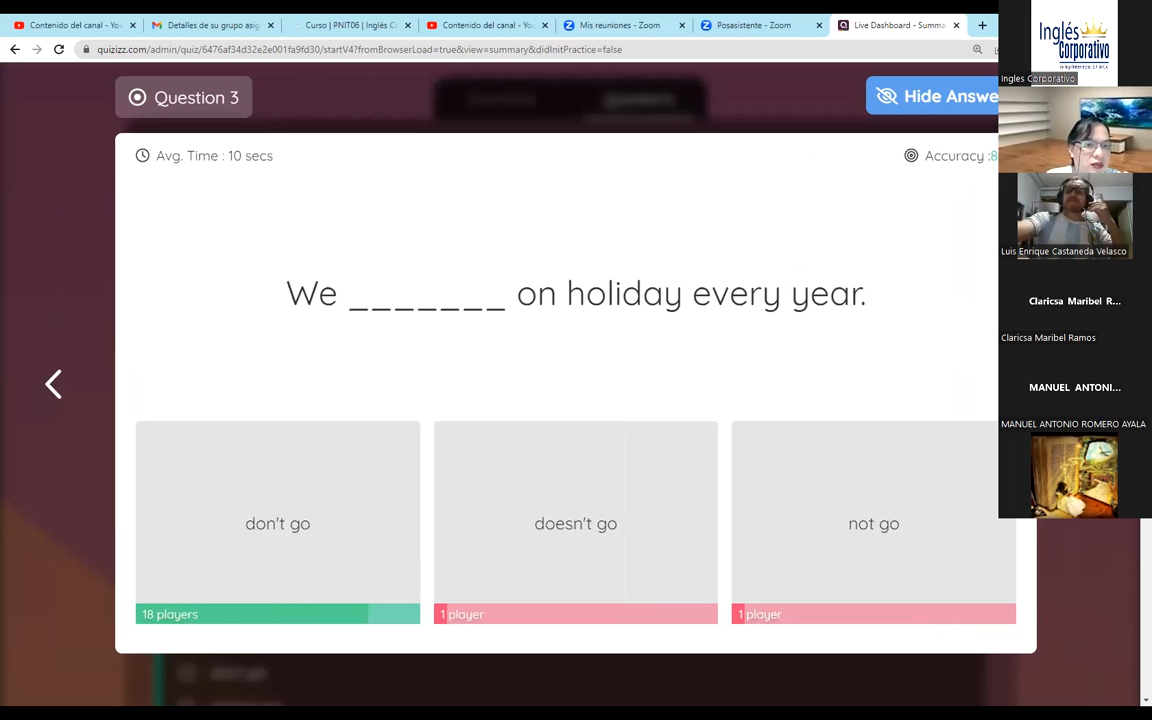 Contenido del canal - You
Detalles de su grupo asig
Curso | PNIT06 | Inglés C
Contenido del canal - You
Mis reuniones - Zoom
Posasistente - Zoom
Live Dashboard - Summa
quizizz.com/admin/quiz/6476af34d32e2e001fa9fd30/startV4?fromBrowserLoad=true&view=summary&didInitPractice=false
Inglés
Corporativo
Ingles Corporativo
Question 3
Hide Answe
Avg. Time : 10 secs
Accuracy :8
Luis Enrique Castaneda Velasco
We _______ on holiday every year.
Claricsa Maribel R...
Claricsa Maribel Ramos
MANUEL ANTONI...
MANUEL ANTONIO ROMERO AYALA
don't go
doesn't go
not go
18 players
1 player
1 player